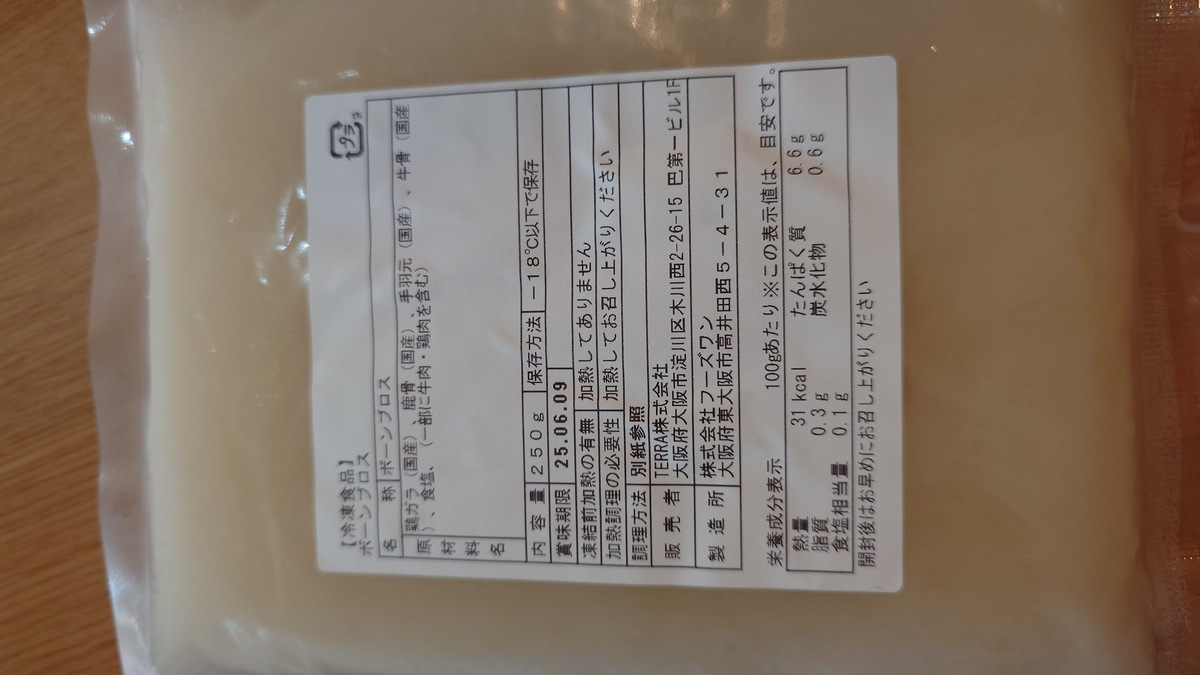 【冷凍食品】
ボーンブロス
プラ
名　称 ボーンブロス
原材料名 鶏ガラ（国産）、鹿骨（国産）、手羽元（国産）、牛骨（国産
）、食塩、（一部に牛肉・鶏肉を含む）
内容量 ２５０ｇ 保存方法 －１８℃以下で保存
賞味期限 25.06.09
凍結前加熱の有無 加熱してありません
加熱調理の必要性 加熱してお召し上がりください
調理方法 別紙参照
販売者 TERRA株式会社
大阪府大阪市淀川区木川西2-26-15 巴第一ビル1F
製造所 株式会社フーズワン
大阪府東大阪市高井田西５－４－３１
栄養成分表示 100gあたり※この表示値は、目安です。
熱量 31 kcal たんぱく質 6.6g
脂質 0.3 g 炭水化物 0.6g
食塩相当量 0.1g
開封後はお早めにお召し上がりください